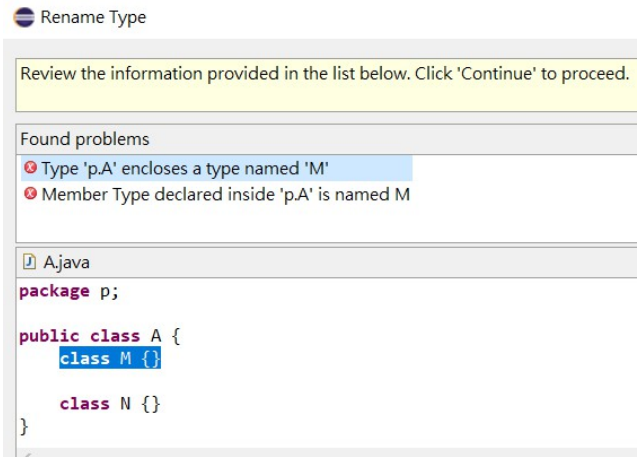 Rename Type
Review the information provided in the list below. Click 'Continue' to proceed.
Found problems
Type 'p.A' encloses a type named 'M'
Member Type declared inside 'p.A' is named M
A.java
package p;
public class A {
class M {}
class N {}
}